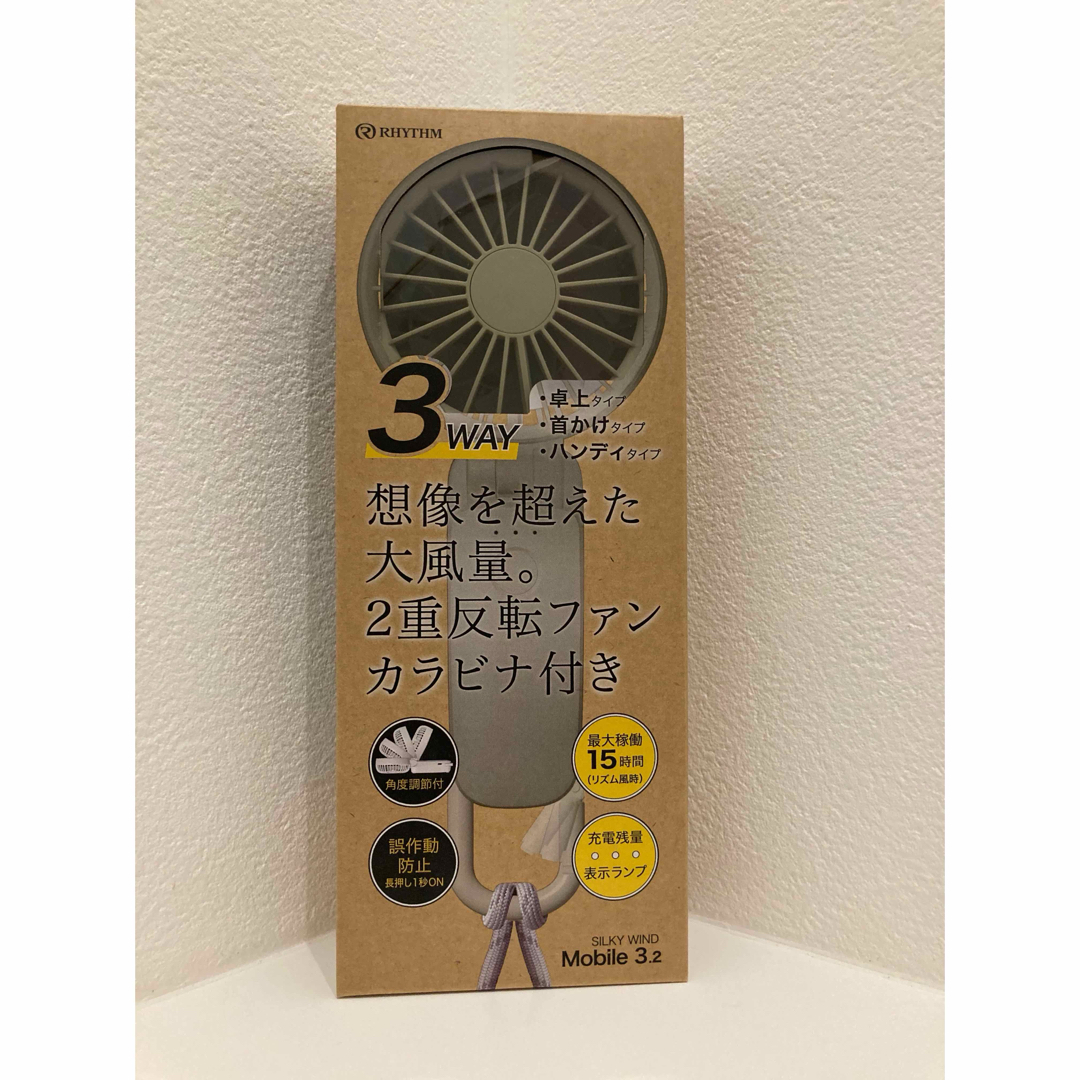 RHYTHM
3WAY
・卓上タイプ
・首かけタイプ
・ハンディタイプ
想像を超えた
大風量。
2重反転ファン
カラビナ付き
角度調節付
最大稼働
15時間
(リズム風時)
誤作動
防止
長押し1秒ON
充電残量
表示ランプ
SILKY WIND
Mobile 3.2